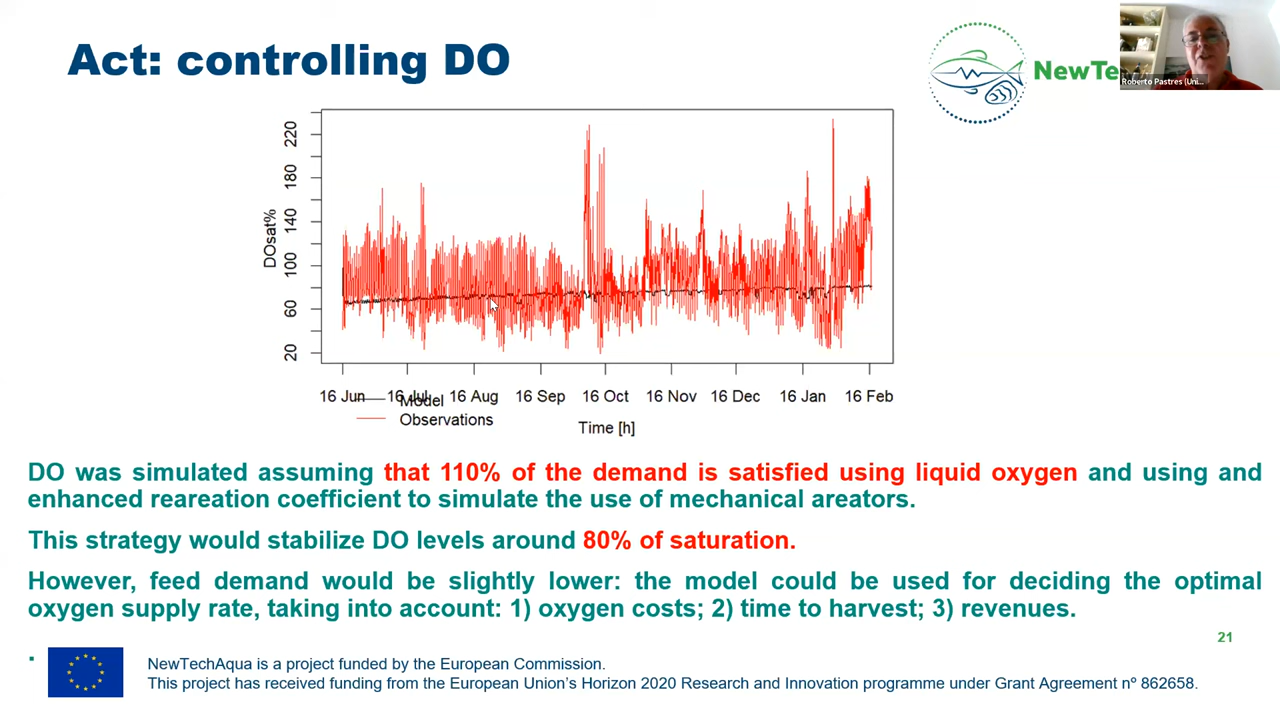 Act: controlling DO
NewTe
Roberto Pastres (Uni...
DOsat%
220
180
140
100
60
20
16 Jun 16 Jul 16 Aug 16 Sep 16 Oct 16 Nov 16 Dec 16 Jan 16 Feb
Model
Observations
Time [h]
DO was simulated assuming that 110% of the demand is satisfied using liquid oxygen and using and
enhanced reareation coefficient to simulate the use of mechanical areators.
This strategy would stabilize DO levels around 80% of saturation.
However, feed demand would be slightly lower: the model could be used for deciding the optimal
oxygen supply rate, taking into account: 1) oxygen costs; 2) time to harvest; 3) revenues.
21
NewTechAqua is a project funded by the European Commission.
This project has received funding from the European Union's Horizon 2020 Research and Innovation programme under Grant Agreement nº 862658.